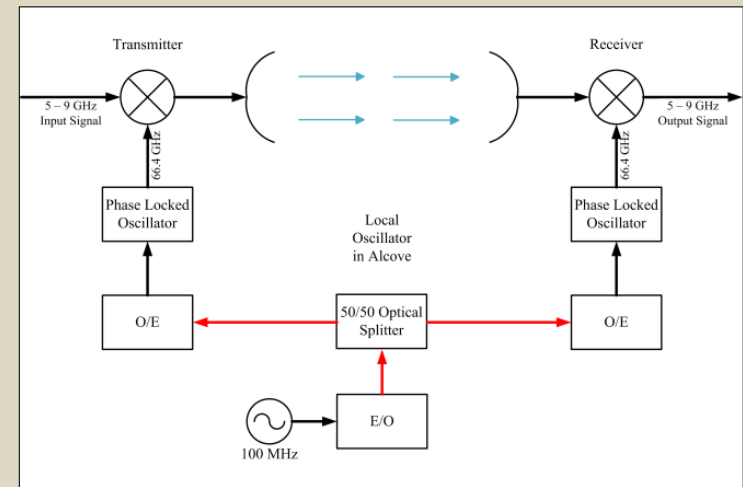 Transmitter
Receiver
5 – 9 GHz
Input Signal
5 – 9 GHz
Output Signal
66.4 GHz
66.4 GHz
Phase Locked
Oscillator
Phase Locked
Oscillator
Local
Oscillator
in Alcove
O/E
50/50 Optical
Splitter
O/E
E/O
100 MHz